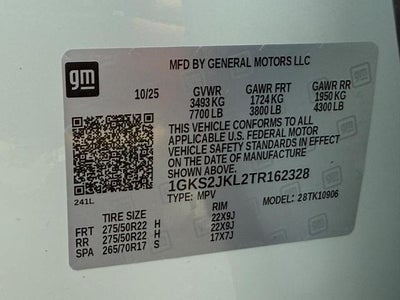 gm
MFD BY GENERAL MOTORS LLC
10/25 GVWR GAWR FRT GAWR RR
3493 KG 1724 KG 1950 KG
7700 LB 3800 LB 4300 LB
THIS VEHICLE CONFORMS TO ALL
APPLICABLE U.S. FEDERAL MOTOR
VEHICLE SAFETY STANDARDS IN EFFECT
ON THE DATE OF MANUFACTURE
SHOWN ABOVE.
1GKS2JKL2TR162328
TYPE: MPV MODEL: 28TK10906
241L
TIRE SIZE RIM
FRT 275/50R22 H 22X9J
RR 275/50R22 H 22X9J
SPA 265/70R17 S 17X7J